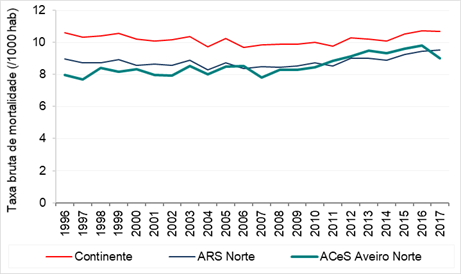 Taxa bruta de mortalidade (/1000 hab)
12
10
8
6
4
2
0
1996 1997 1998 1999 2000 2001 2002 2003 2004 2005 2006 2007 2008 2009 2010 2011 2012 2013 2014 2015 2016 2017
Continente ARS Norte ACeS Aveiro Norte